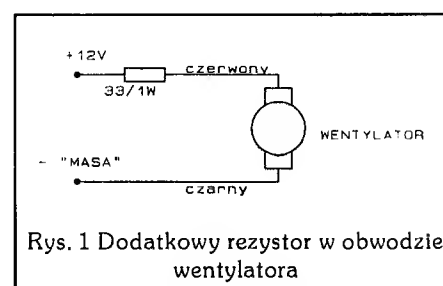 +12V
czerwony
33/1W
WENTYLATOR
- "MASA"
czarny
Rys. 1 Dodatkowy rezystor w obwodzie
wentylatora